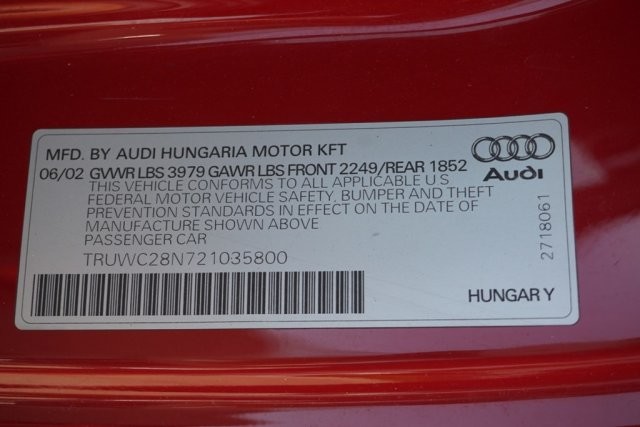 MFD. BY AUDI HUNGARIA MOTOR KFT
06/02 GVWR LBS 3979 GAWR LBS FRONT 2249/REAR 1852
THIS VEHICLE CONFORMS TO ALL APPLICABLE U S
FEDERAL MOTOR VEHICLE SAFETY, BUMPER AND THEFT
PREVENTION STANDARDS IN EFFECT ON THE DATE OF
MANUFACTURE SHOWN ABOVE
PASSENGER CAR
TRUWC28N721035800
Audi
2718061
HUNGARY